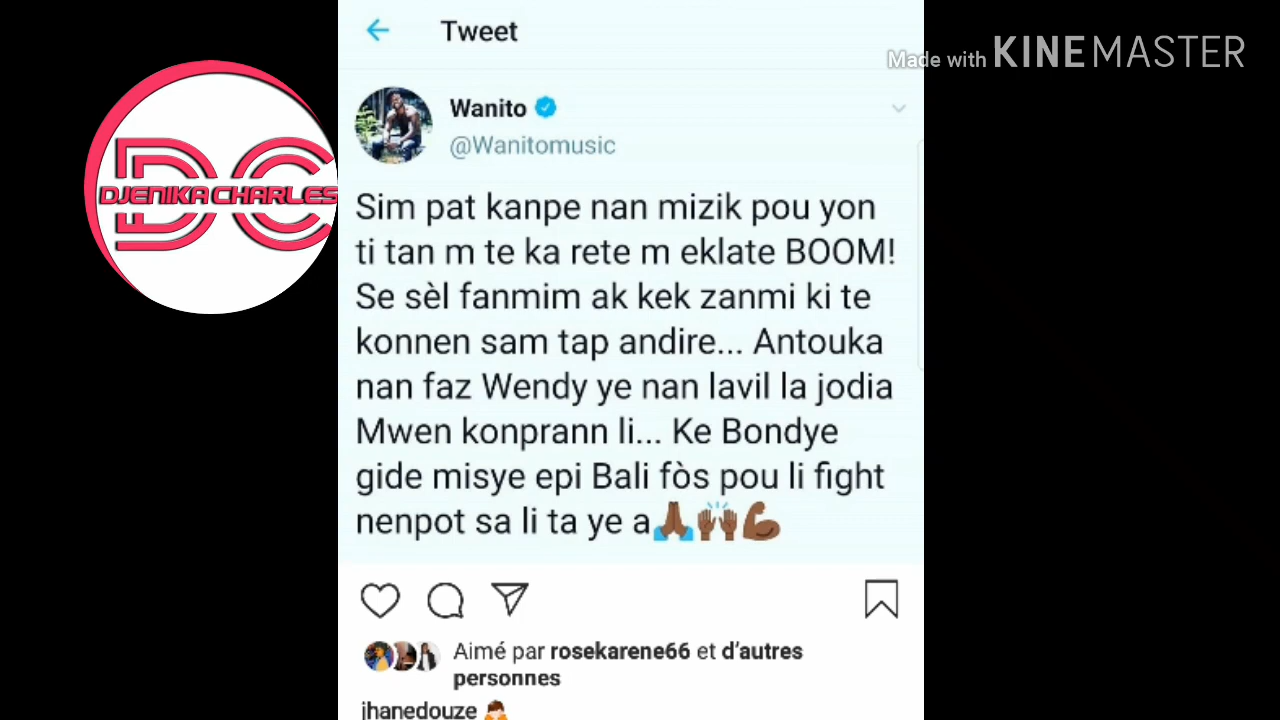 Tweet
Made with KINEMASTER
Wanito
@Wanitomusic
DC
DJENIKA CHARLES
Sim pat kanpe nan mizik pou yon
ti tan m te ka rete m eklate BOOM!
Se sèl fanmim ak kek zanmi ki te
konnen sam tap andire... Antouka
nan faz Wendy ye nan lavil la jodia
Mwen konprann li... Ke Bondye
gide misye epi Bali fòs pou li fight
nenpot sa li ta ye a🙏🏾🙌🏾💪🏾
Aimé par rosekarene66 et d'autres
personnes
jhanedouze